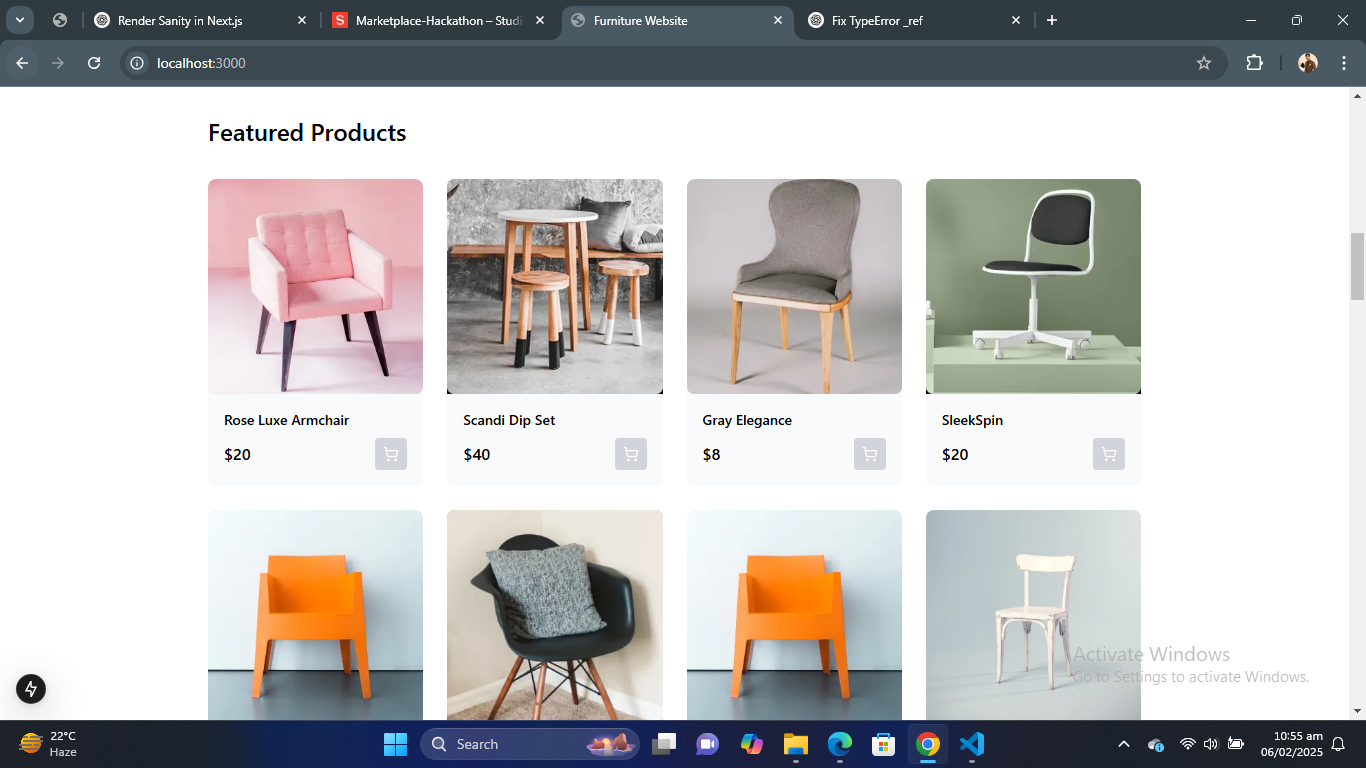 Render Sanity in Next.js
S
Marketplace-Hackathon – Studi
Furniture Website
Fix TypeError _ref
localhost:3000
Featured Products
Rose Luxe Armchair
Scandi Dip Set
Gray Elegance
SleekSpin
$20
$40
$8
$20
Activate Windows
Go to Settings to activate Windows.
22°C
Haze
Search
10:55 am
06/02/2025